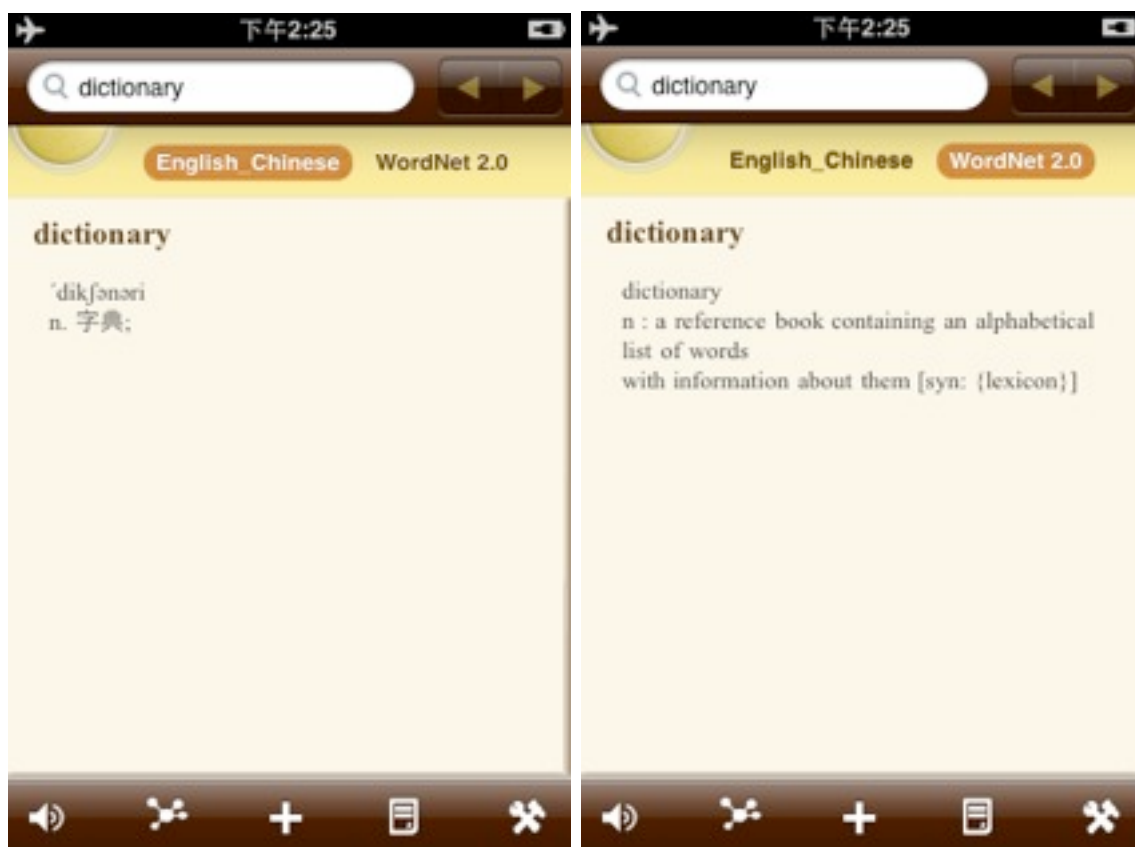 下午2:25
dictionary
English_Chinese WordNet 2.0
dictionary
ˊdikʃənəri
n. 字典;
下午2:25
dictionary
English_Chinese WordNet 2.0
dictionary
dictionary
n : a reference book containing an alphabetical
list of words
with information about them [syn: {lexicon}]